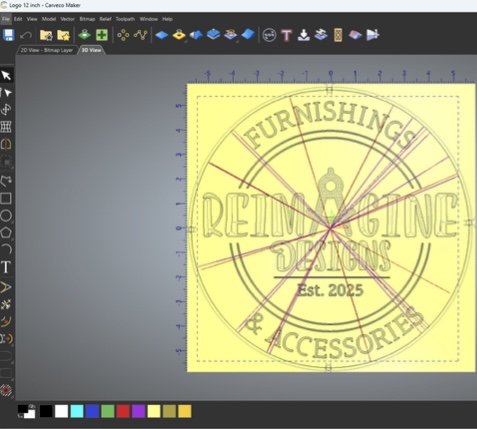 Logo 12 inch - Carveco Maker
File Edit View Model Vector Bitmap Relief Toolpath Window Help
2D View - Bitmap Layer 3D View
FURNISHINGS
REIMAGINE
DESIGNS
Est. 2025
& ACCESSORIES